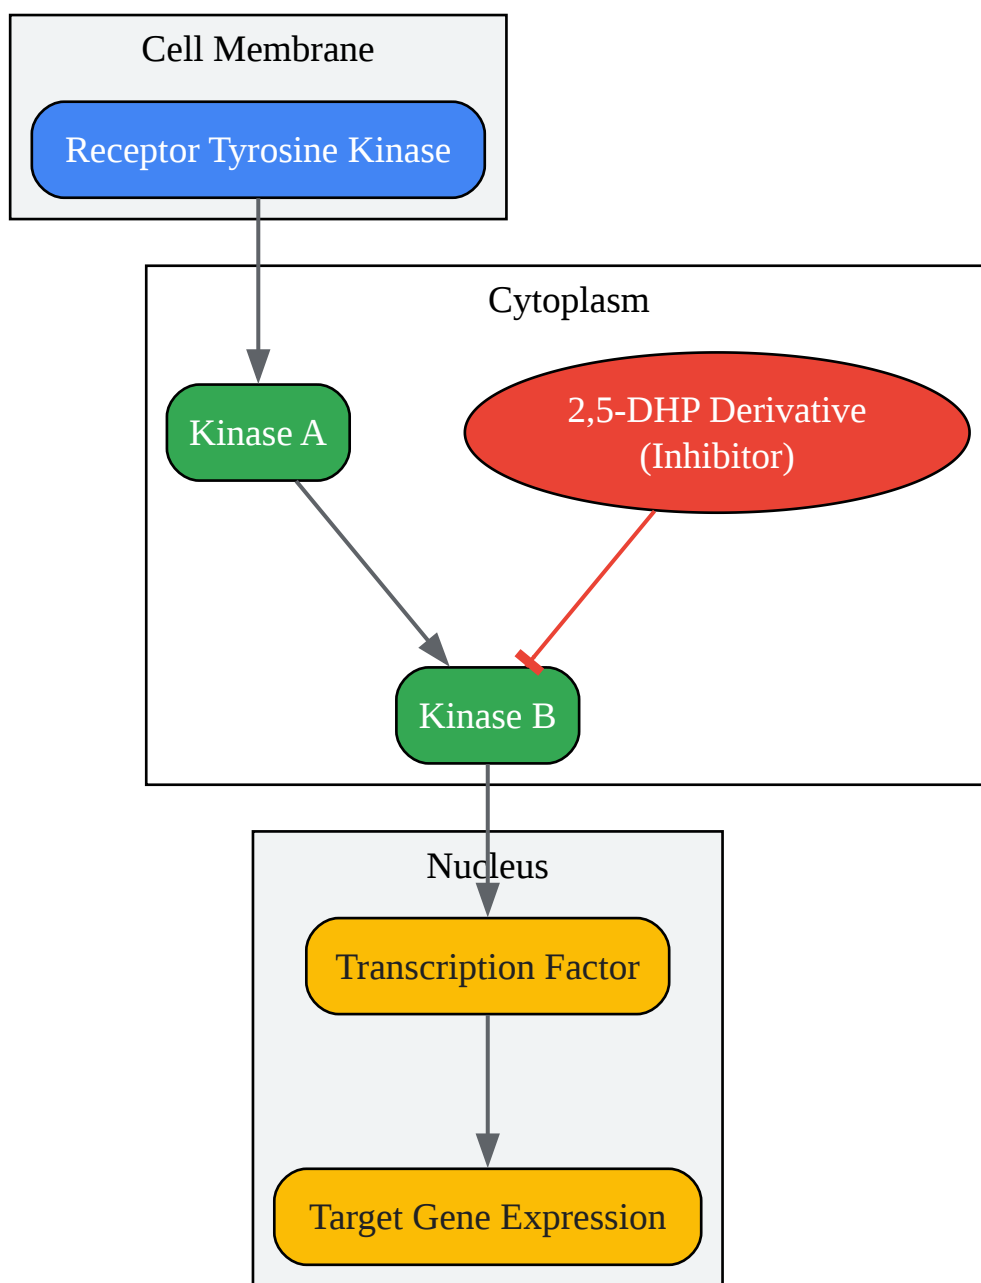 Cell Membrane
Receptor Tyrosine Kinase
Cytoplasm
Kinase A
2,5-DHP Derivative
(Inhibitor)
Kinase B
Nucleus
Transcription Factor
Target Gene Expression